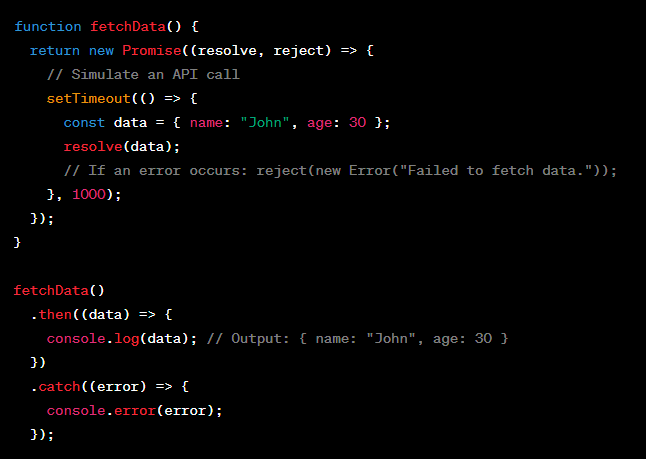 function fetchData() {
  return new Promise((resolve, reject) => {
    // Simulate an API call
    setTimeout(() => {
      const data = { name: "John", age: 30 };
      resolve(data);
      // If an error occurs: reject(new Error("Failed to fetch data."));
    }, 1000);
  });
}

fetchData()
  .then((data) => {
    console.log(data); // Output: { name: "John", age: 30 }
  })
  .catch((error) => {
    console.error(error);
  });